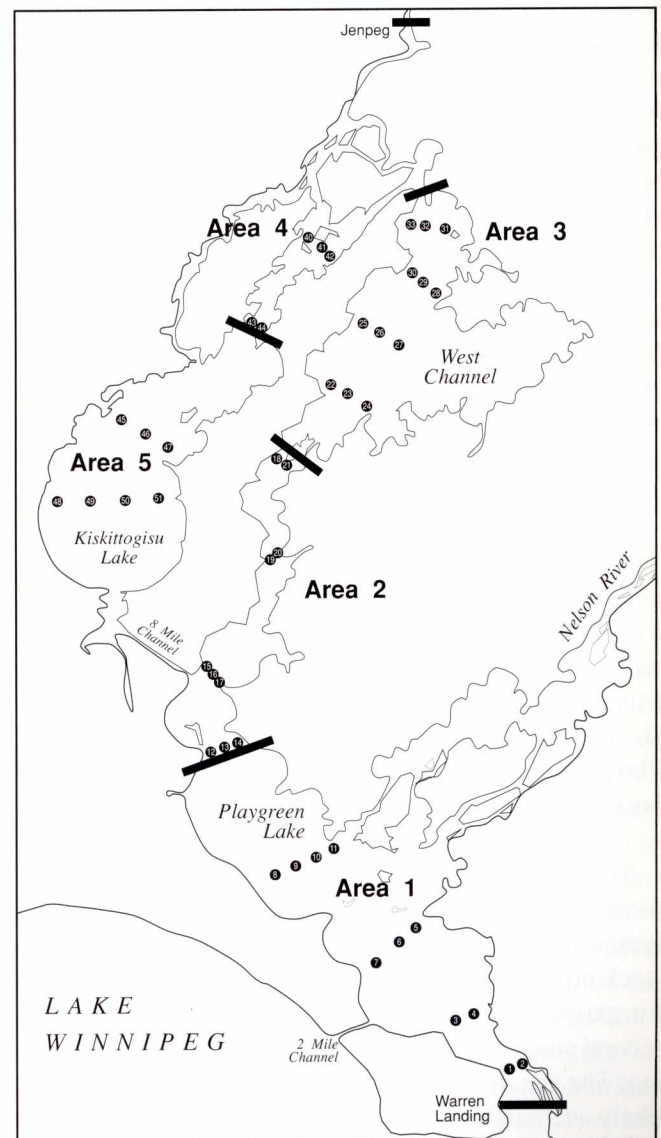 Jenpeg
Area 4
Area 3
33 32 31
40
41
42
30
29
28
43 44
25
26
27
West
Channel
22
23
24
45
46
47
Area 5
18
21
48 49 50 51
Kiskittogisu
Lake
20
19
Area 2
Nelson River
8 Mile
Channel
15
16
17
12 13 14
Playgreen
Lake
11
10
9
8
Area 1
5
6
7
LAKE
WINNIPEG
4
3
2 Mile
Channel
2
1
Warren
Landing